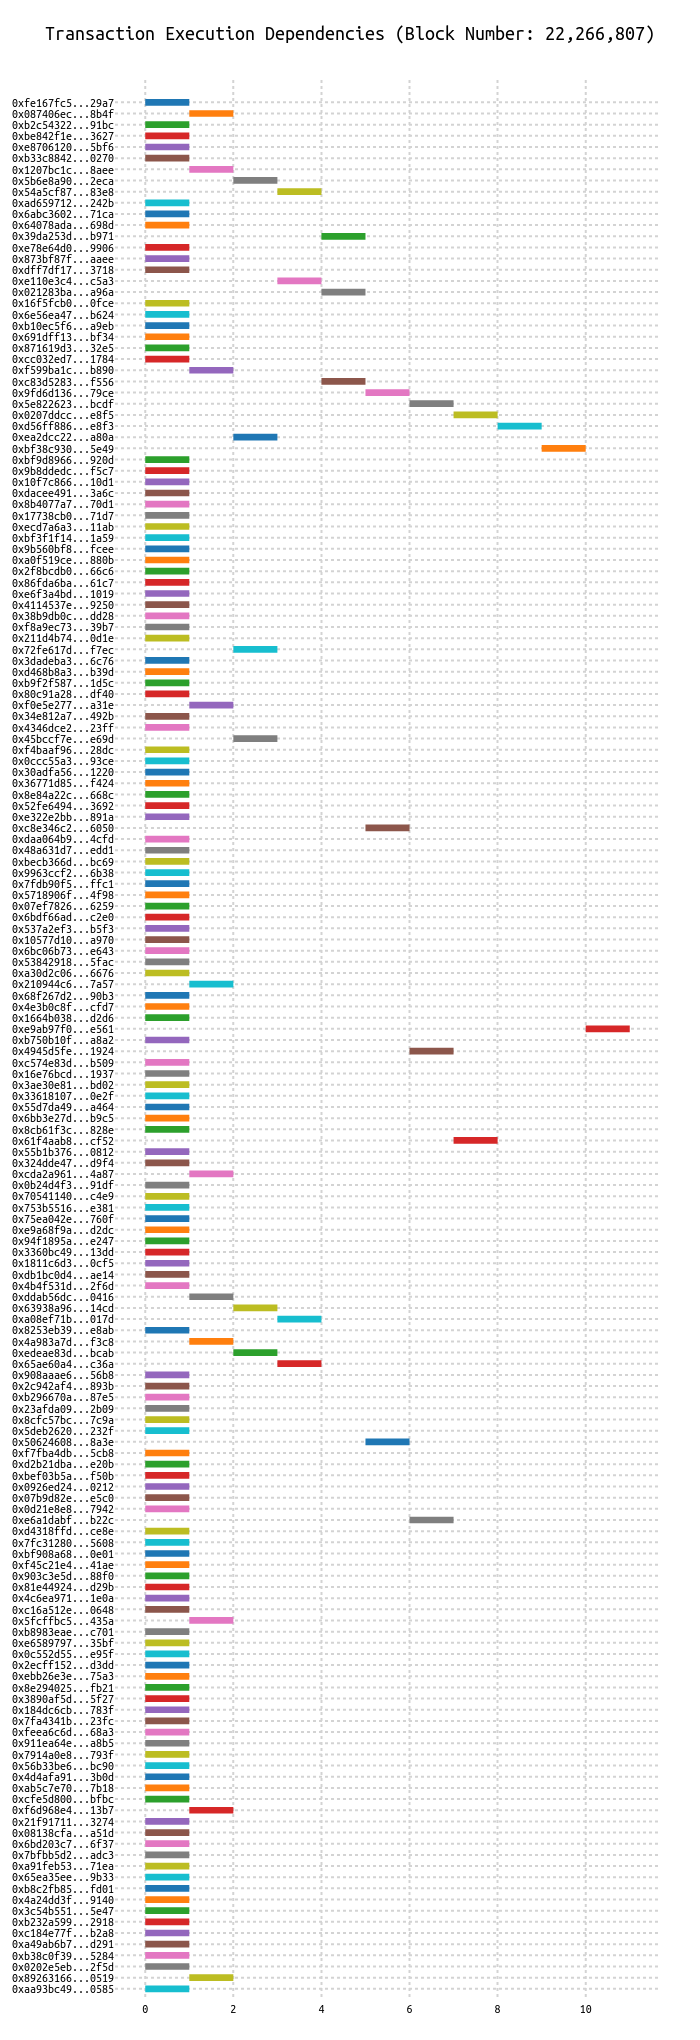 Transaction Execution Dependencies (Block Number: 22,266,807)
0xfe167fc5...29a7
0x087406ec...8b4f
0xb2c54322...91bc
0xbe842f1e...3627
0xe8706120...5bf6
0xb33c8842...0270
0x1207bc1c...8aee
0x5b6e8a90...2eca
0x54a5cf87...83e8
0xad659712...242b
0x6abc3602...71ca
0x64078ada...698d
0x39da253d...b971
0xe78e64d0...9906
0x873bf87f...aaee
0xdff7df17...3718
0xe110e3c4...c5a3
0x021283ba...a96a
0x16f5fcb0...0fce
0x6e56ea47...b624
0xb10ec5f6...a9eb
0x691dff13...bf34
0x871619d3...32e5
0xcc032ed7...1784
0xf599ba1c...b890
0xc83d5283...f556
0x9fd6d136...79ce
0x5e822623...bcdf
0x0207ddcc...e8f5
0xd56ff886...e8f3
0xea2dcc22...a80a
0xbf38c930...5e49
0xbf9d8966...920d
0x9b8ddedc...f5c7
0x10f7c866...10d1
0xdacee491...3a6c
0x8b4077a7...70d1
0x17738cb0...71d7
0xecd7a6a3...11ab
0xbf3f1f14...1a59
0x9b560bf8...fcee
0xa0f519ce...880b
0x2f8bcdb0...66c6
0x86fda6ba...61c7
0xe6f3a4bd...1019
0x4114537e...9250
0x38b9db0c...dd28
0xf8a9ec73...39b7
0x211d4b74...0d1e
0x72fe617d...f7ec
0x3dadeba3...6c76
0xd468b8a3...b39d
0xb9f2f587...1d5c
0x80c91a28...df40
0xf0e5e277...a31e
0x34e812a7...492b
0x4346dce2...23ff
0x45bccf7e...e69d
0xf4baaf96...28dc
0x0ccc55a3...93ce
0x30adfa56...1220
0x36771d85...f424
0x8e84a22c...668c
0x52fe6494...3692
0xe322e2bb...891a
0xc8e346c2...6050
0xdaa064b9...4cfd
0x48a631d7...edd1
0xbecb366d...bc69
0x9963ccf2...6b38
0x7fdb90f5...ffc1
0x5718906f...4f98
0x07ef7826...6259
0x6bdf66ad...c2e0
0x537a2ef3...b5f3
0x10577d10...a970
0x6bc06b73...e643
0x53842918...5fac
0xa30d2c06...6676
0x210944c6...7a57
0x68f267d2...90b3
0x4e3b0c8f...cfd7
0x1664b038...d2d6
0xe9ab97f0...e561
0xb750b10f...a8a2
0x4945d5fe...1924
0xc574e83d...b509
0x16e76bcd...1937
0x3ae30e81...bd02
0x33618107...0e2f
0x55d7da49...a464
0x6bb3e27d...b9c5
0x8cb61f3c...828e
0x61f4aab8...cf52
0x55b1b376...0812
0x324dde47...d9f4
0xcda2a961...4a87
0x0b24d4f3...91df
0x70541140...c4e9
0x753b5516...e381
0x75ea042e...760f
0xe9a68f9a...d2dc
0x94f1895a...e247
0x3360bc49...13dd
0x1811c6d3...0cf5
0xdb1bc0d4...ae14
0x4b4f531d...2f6d
0xddab56dc...0416
0x63938a96...14cd
0xa08ef71b...017d
0x8253eb39...e8ab
0x4a983a7d...f3c8
0xedeae83d...bcab
0x65ae60a4...c36a
0x908aaae6...56b8
0x2c942af4...893b
0xb296670a...87e5
0x23afda09...2b09
0x8cfc57bc...7c9a
0x5deb2620...232f
0x50624608...8a3e
0xf7fba4db...5cb8
0xd2b21dba...e20b
0xbef03b5a...f50b
0x0926ed24...0212
0x07b9d82e...e5c0
0x0d21e8e8...7942
0xe6a1dabf...b22c
0xd4318ffd...ce8e
0x7fc31280...5608
0xbf908a68...0e01
0xf45c21e4...41ae
0x903c3e5d...88f0
0x81e44924...d29b
0x4c6ea971...1e0a
0xc16a512e...0648
0x5fcffbc5...435a
0xb8983eae...c701
0xe6589797...35bf
0x0c552d55...e95f
0x2ecff152...d3dd
0xebb26e3e...75a3
0x8e294025...fb21
0x3890af5d...5f27
0x184dc6cb...783f
0x7fa4341b...23fc
0xfeea6c6d...68a3
0x911ea64e...a8b5
0x7914a0e8...793f
0x56b33be6...bc90
0x4d4afa91...3b0d
0xab5c7e70...7b18
0xcfe5d800...bfbc
0xf6d968e4...13b7
0x21f91711...3274
0x08138cfa...a51d
0x6bd203c7...6f37
0x7bfbb5d2...adc3
0xa91feb53...71ea
0x65ea35ee...9b33
0xb8c2fb85...fd01
0x4a24dd3f...9140
0x3c54b551...5e47
0xb232a599...2918
0xc184e77f...b2a8
0xa49ab6b7...d291
0xb38c0f39...5284
0x0202e5eb...2f5d
0x89263166...0519
0xaa93bc49...0585
0 2 4 6 8 10